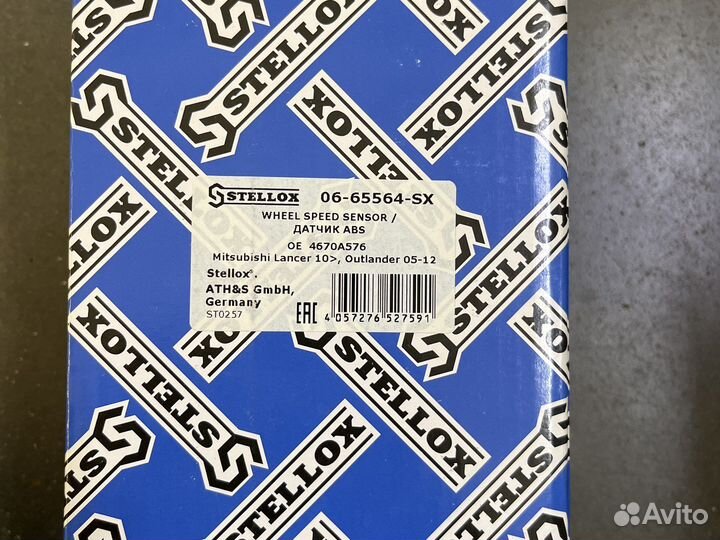 STELLOX
STELLOX
STELLOX
STELLOX
STELLOX 06-65564-SX
WHEEL SPEED SENSOR /
ДАТЧИК ABS
OE 4670A576
Mitsubishi Lancer 10>, Outlander 05-12
Stellox®.
ATH&S GmbH,
Germany
ST0257
EAC 4 057276 527591
STELLOX
STELLOX
STELLOX
Avito